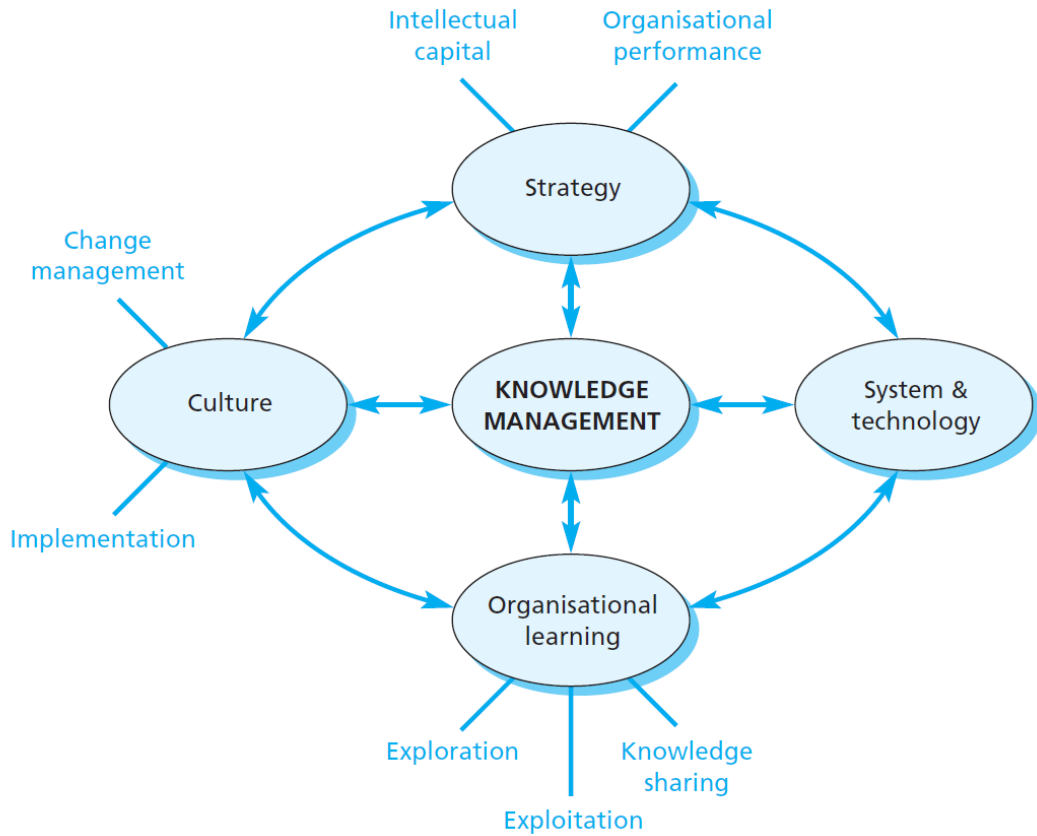 Intellectual
capital
Organisational
performance
Strategy
Change
management
Culture
KNOWLEDGE
MANAGEMENT
System &
technology
Implementation
Organisational
learning
Exploration
Knowledge
sharing
Exploitation